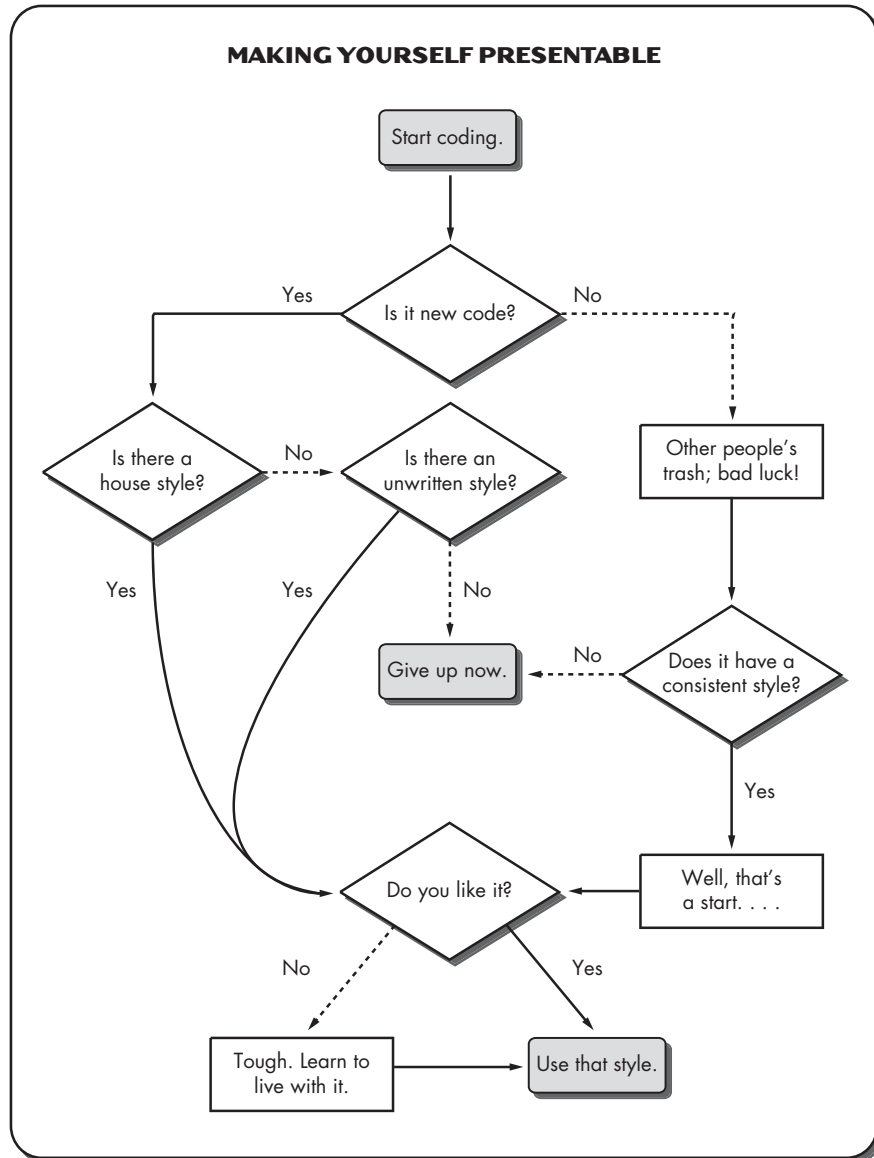 MAKING YOURSELF PRESENTABLE
Start coding.
Is it new code?
Yes
No
Is there a
house style?
No
Is there an
unwritten style?
Other people's
trash; bad luck!
Yes
Yes
No
Give up now.
No
Does it have a
consistent style?
Yes
Do you like it?
Well, that's
a start. . . .
No
Yes
Tough. Learn to
live with it.
Use that style.